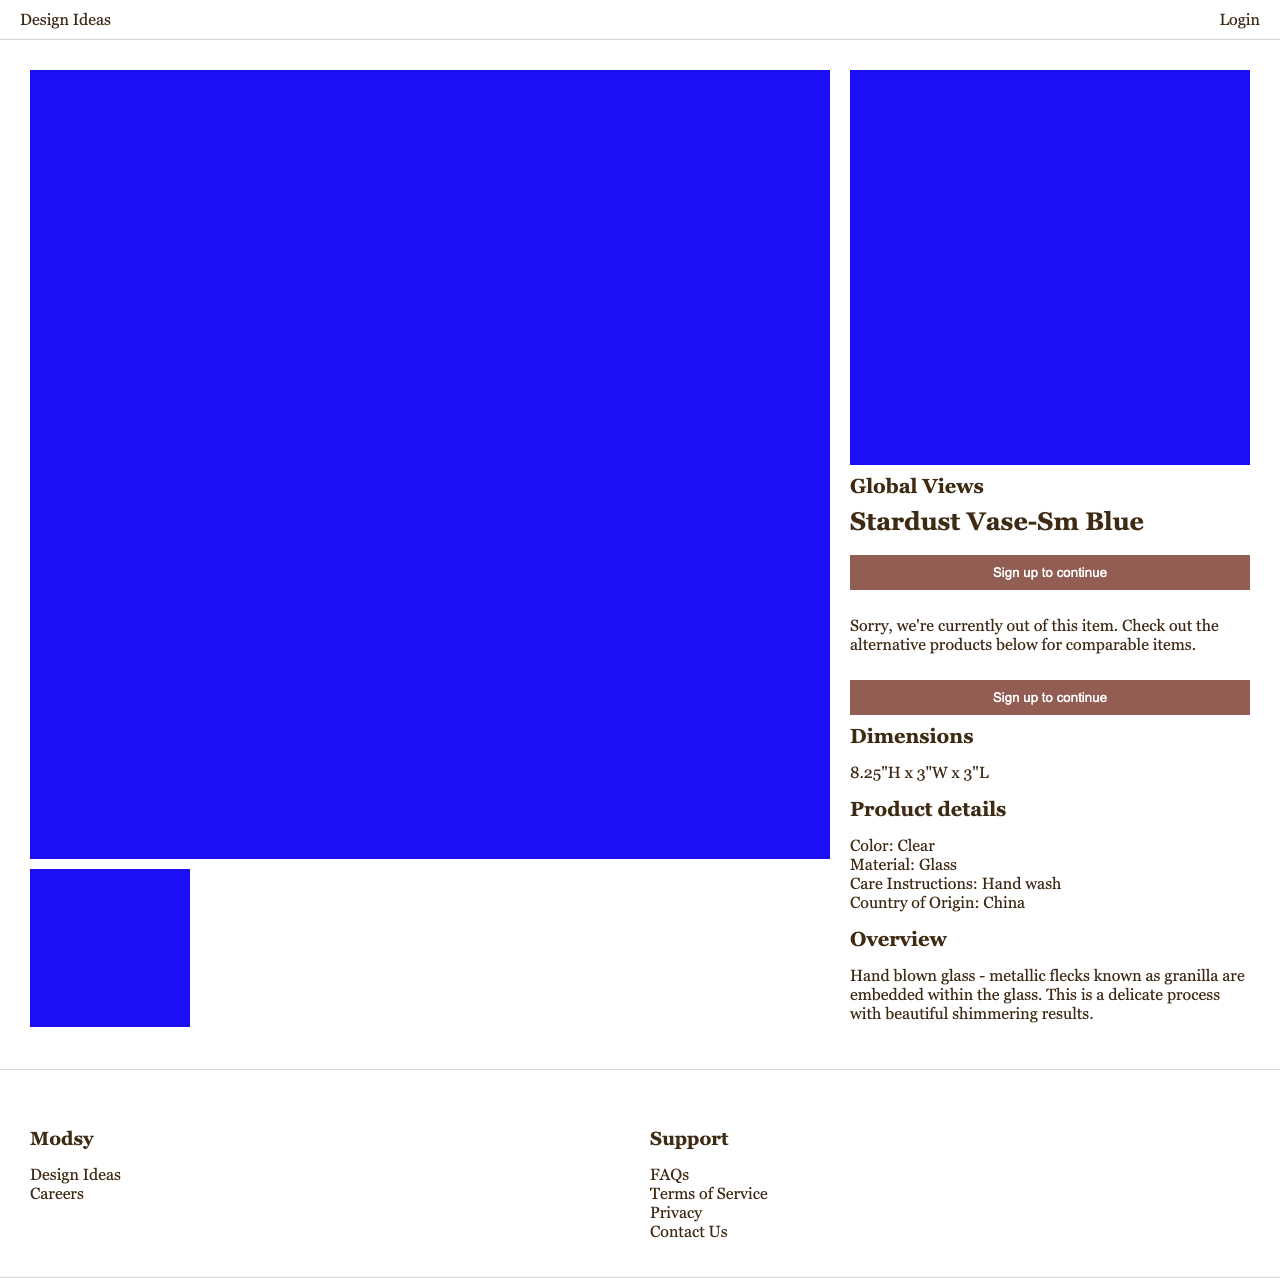 Design Ideas
Login
Global Views
Stardust Vase-Sm Blue
Sign up to continue
Sorry, we're currently out of this item. Check out the
alternative products below for comparable items.
Sign up to continue
Dimensions
8.25"H x 3"W x 3"L
Product details
Color: Clear
Material: Glass
Care Instructions: Hand wash
Country of Origin: China
Overview
Hand blown glass - metallic flecks known as granilla are
embedded within the glass. This is a delicate process
with beautiful shimmering results.
Modsy
Design Ideas
Careers
Support
FAQs
Terms of Service
Privacy
Contact Us